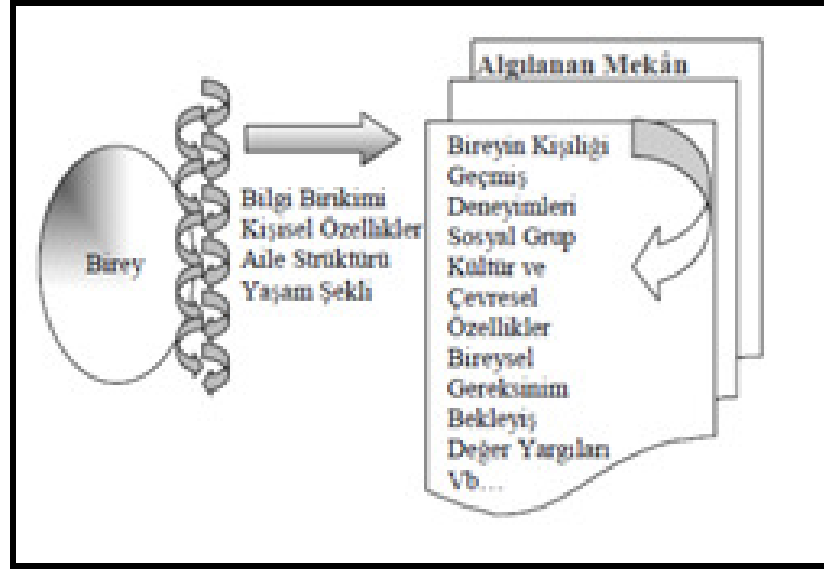 Birey
Bilgi Birikimi
Kişisel Özellikler
Aile Strüktürü
Yaşam Şekli
Algılanan Mekân
Bireyin Kişiliği
Geçmiş
Deneyimleri
Sosyal Grup
Kültür ve
Çevresel
Özellikler
Bireysel
Gereksinim
Bekleyiş
Değer Yargıları
Vb…